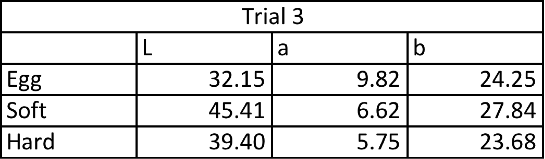 Trial 3
L a b
Egg 32.15 9.82 24.25
Soft 45.41 6.62 27.84
Hard 39.40 5.75 23.68